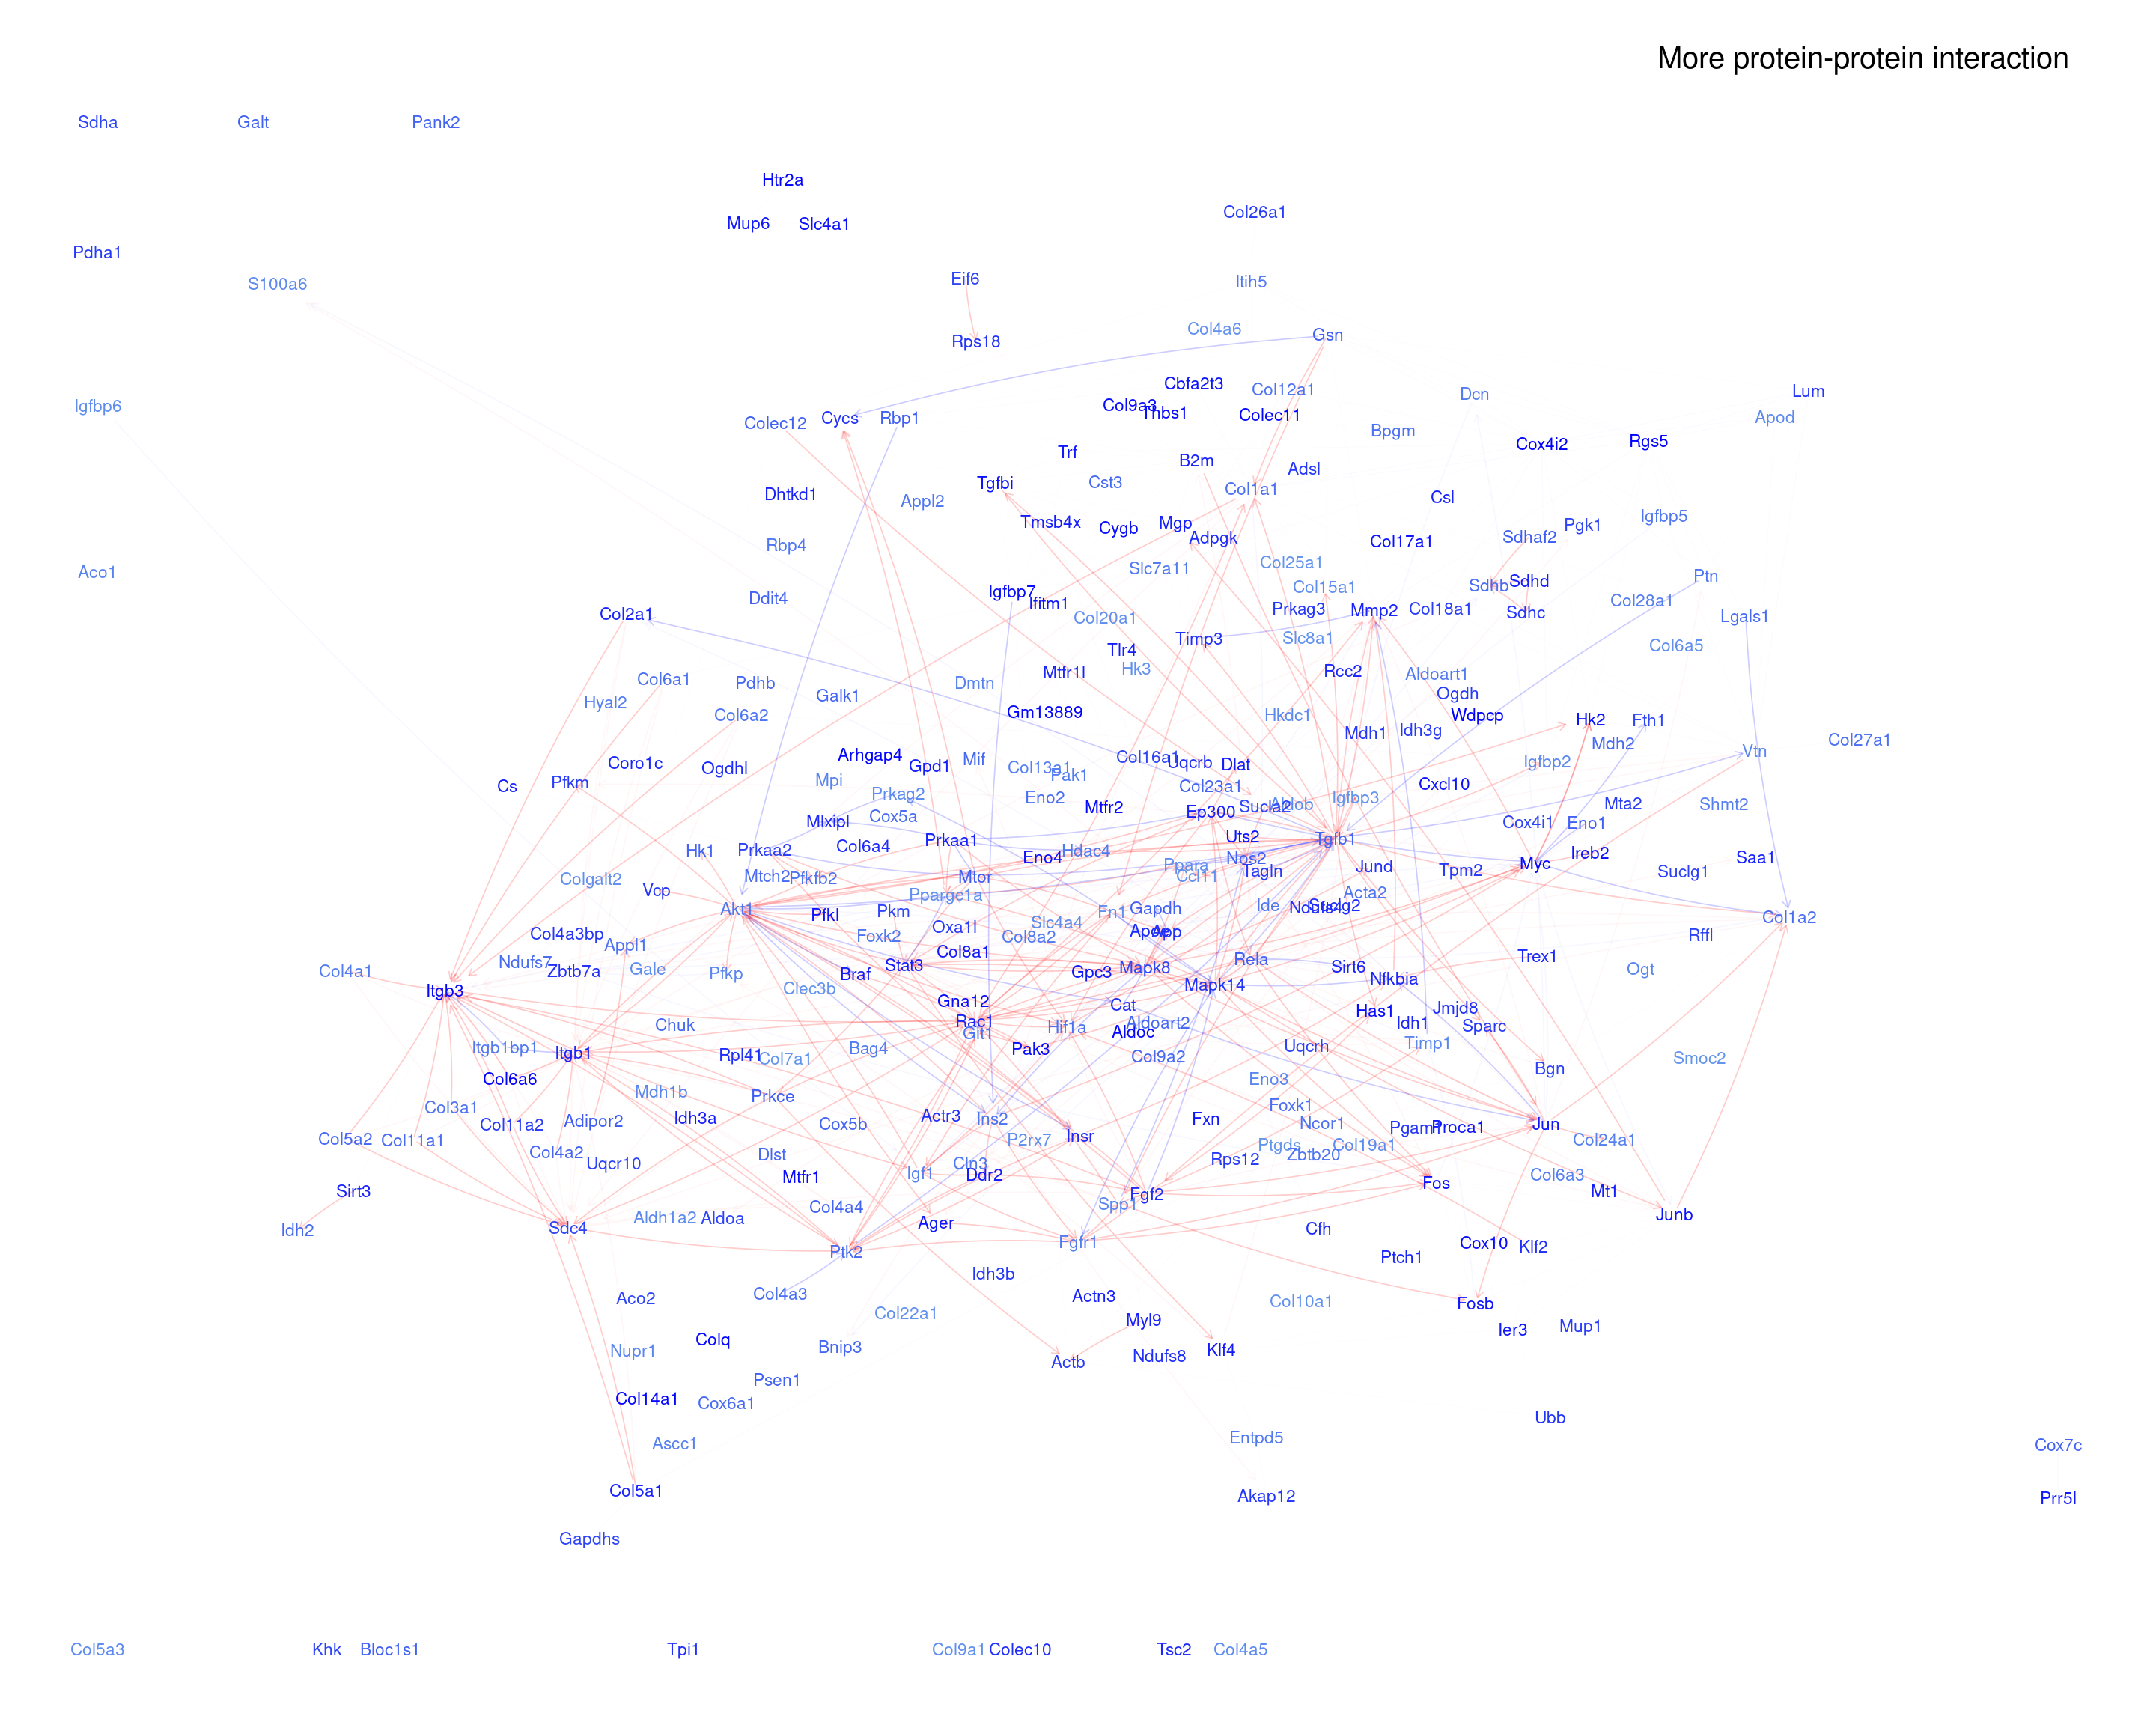 More protein-protein interaction
Sdha Galt Pank2
Htr2a
Col26a1
Mup6 Slc4a1
Pdha1
Eif6
Itih5
S100a6
Col4a6
Gsn
Rps18
Cbfa2t3
Col12a1
Lum
Dcn
Igfbp6
Col9a3
Thbs1
Colec11
Apod
Colec12 Cycs Rbp1
Bpgm
Rgs5
Cox4i2
Trf
B2m
Adsl
Tgfbi
Cst3
Col1a1
Dhtkd1
Csl
Appl2
Igfbp5
Tmsb4x
Mgp
Pgk1
Cygb
Adpgk
Sdhaf2
Col17a1
Rbp4
Col25a1
Slc7a11
Aco1
Ptn
Sdhd
Sdhb
Col15a1
Igfbp7
Ddit4
Ifitm1
Col28a1
Prkag3
Mmp2
Col18a1
Sdhc
Col2a1
Col20a1
Lgals1
Timp3
Slc8a1
Col6a5
Tlr4
Hk3
Mtfr1l
Rcc2
Aldoart1
Col6a1
Pdhb
Dmtn
Galk1
Ogdh
Hyal2
Col6a2
Gm13889
Hkdc1
Wdpcp
Hk2
Fth1
Mdh1
Idh3g
Col27a1
Mdh2
Vtn
Arhgap4
Mif
Col16a1
Uqcrb
Dlat
Coro1c
Ogdhl
Gpd1
Col13a1
Pak1
Igfbp2
Cs
Pfkm
Mpi
Col23a1
Cxcl10
Prkag2
Eno2
Igfbp3
Mtfr2
Sucla2
Aldob
Mta2
Shmt2
Ep300
Cox5a
Mlxipl
Cox4i1
Eno1
Uts2
Tgfb1
Prkaa1
Col6a4
Hk1
Prkaa2
Hdac4
Eno4
Nos2
Ireb2
Saa1
Myc
Ppara
Jund
Tagln
Tpm2
Suclg1
Mtch2
Pfkfb2
Mtor
Ccl11
Colgalt2
Vcp
Ppargc1a
Acta2
Akt1
Pfkl
Pkm
Fn1
Gapdh
Ide
Suclg2
Col1a2
Slc4a4
Oxa1l
Apoe
App
Col4a3bp
Foxk2
Col8a2
Rffl
Appl1
Col8a1
Trex1
Ndufs7
Zbtb7a
Gale
Pfkp
Braf
Stat3
Gpc3
Mapk8
Rela
Sirt6
Ogt
Col4a1
Nfkbia
Itgb3
Clec3b
Mapk14
Gna12
Cat
Has1
Jmjd8
Chuk
Rac1
Git1
Hif1a
Aldoart2
Aldoc
Idh1
Sparc
Itgb1bp1
Itgb1
Rpl41
Col7a1
Bag4
Pak3
Col9a2
Uqcrh
Timp1
Smoc2
Bgn
Col6a6
Mdh1b
Prkce
Eno3
Col3a1
Foxk1
Col11a2
Adipor2
Idh3a
Cox5b
Actr3
Ins2
Fxn
Ncor1
Pgam1
Proca1
Jun
Col5a2
Col11a1
Insr
P2rx7
Ptgds
Col19a1
Col24a1
Col4a2
Uqcr10
Dlst
Cln3
Rps12
Zbtb20
Mtfr1
Igf1
Ddr2
Col6a3
Sirt3
Fgf2
Fos
Mt1
Spp1
Col4a4
Idh2
Sdc4
Aldh1a2
Aldoa
Ager
Cfh
Junb
Ptk2
Fgfr1
Cox10
Klf2
Ptch1
Idh3b
Aco2
Col4a3
Actn3
Col10a1
Fosb
Col22a1
Myl9
Ier3
Mup1
Nupr1
Colq
Bnip3
Klf4
Ndufs8
Actb
Psen1
Col14a1
Cox6a1
Ubb
Ascc1
Entpd5
Cox7c
Col5a1
Akap12
Prr5l
Gapdhs
Col5a3 Khk Bloc1s1 Tpi1 Col9a1 Colec10 Tsc2 Col4a5